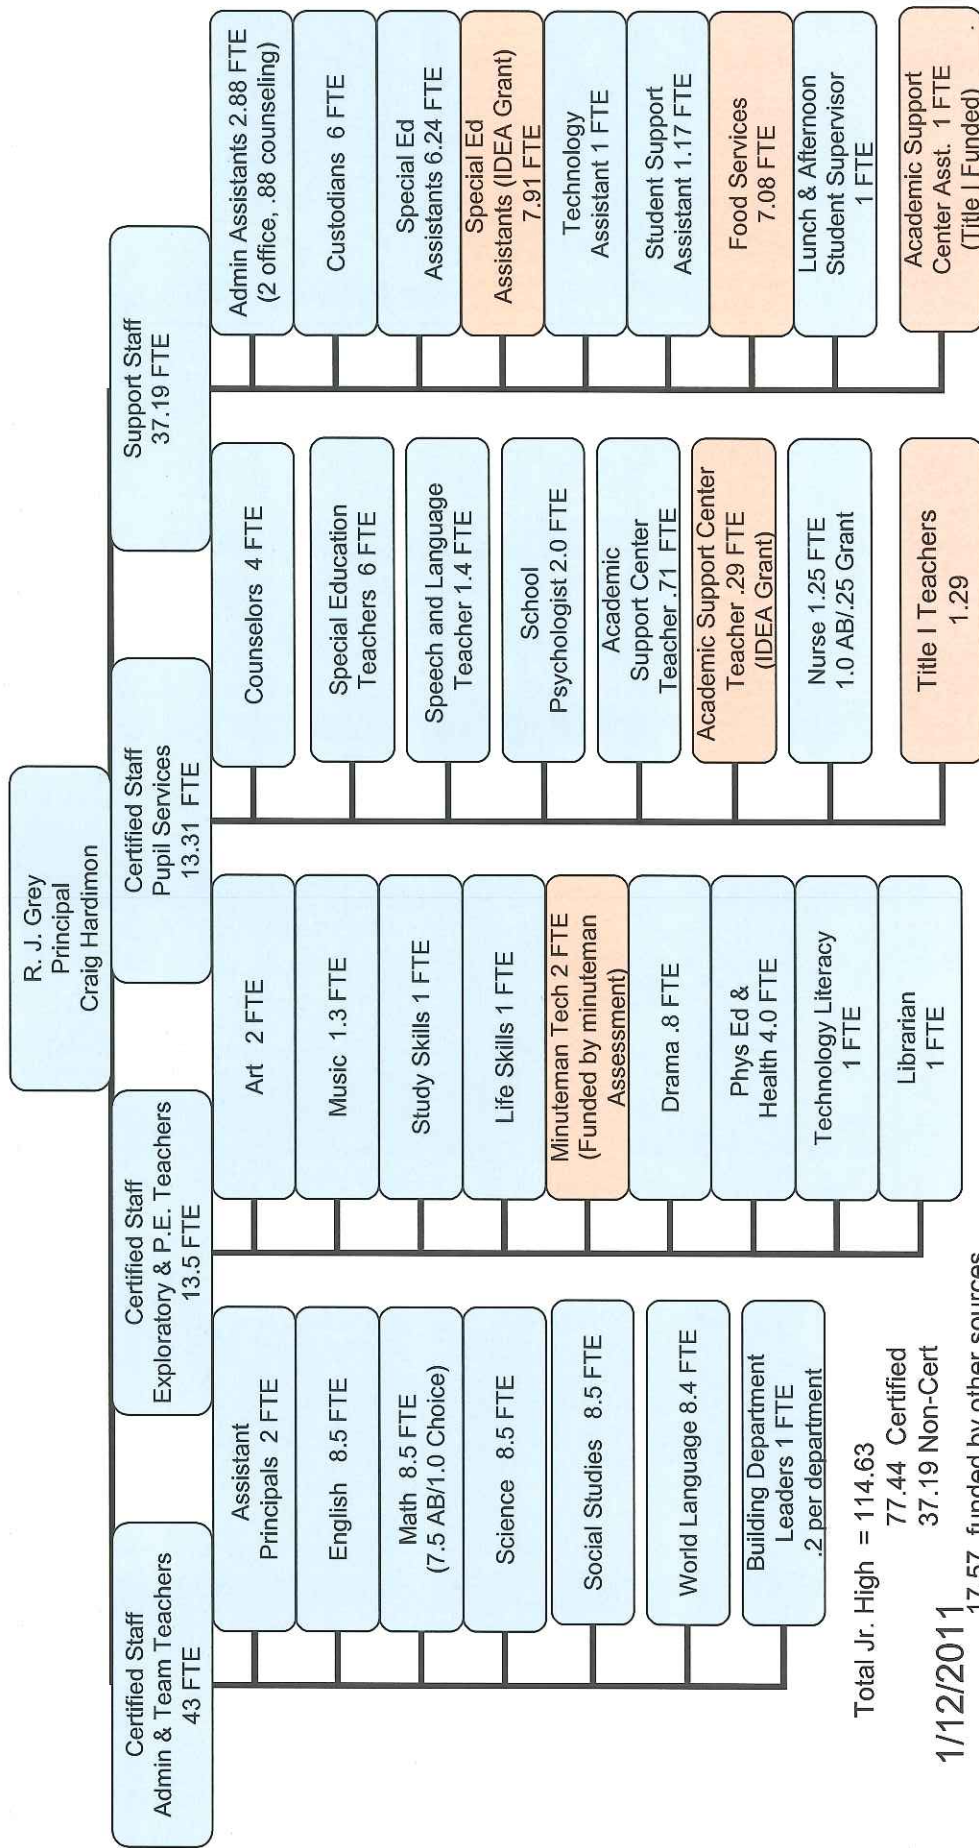 R. J. Grey
Principal
Craig Hardimon
Certified Staff
Admin & Team Teachers
43 FTE
Assistant
Principals 2 FTE
English 8.5 FTE
Math 8.5 FTE
(7.5 AB/1.0 Choice)
Science 8.5 FTE
Social Studies 8.5 FTE
World Language 8.4 FTE
Building Department
Leaders 1 FTE
.2 per department
Certified Staff
Exploratory & P.E. Teachers
13.5 FTE
Art 2 FTE
Music 1.3 FTE
Study Skills 1 FTE
Life Skills 1 FTE
Minuteman Tech 2 FTE
(Funded by minuteman
Assessment)
Drama .8 FTE
Phys Ed &
Health 4.0 FTE
Technology Literacy
1 FTE
Librarian
1 FTE
Certified Staff
Pupil Services
13.31 FTE
Counselors 4 FTE
Special Education
Teachers 6 FTE
Speech and Language
Teacher 1.4 FTE
School
Psychologist 2.0 FTE
Academic
Support Center
Teacher .71 FTE
Academic Support Center
Teacher .29 FTE
(IDEA Grant)
Nurse 1.25 FTE
1.0 AB/.25 Grant
Title I Teachers
1.29
Support Staff
37.19 FTE
Admin Assistants 2.88 FTE
(2 office, .88 counseling)
Custodians 6 FTE
Special Ed
Assistants 6.24 FTE
Special Ed
Assistants (IDEA Grant)
7.91 FTE
Technology
Assistant 1 FTE
Student Support
Assistant 1.17 FTE
Food Services
7.08 FTE
Lunch & Afternoon
Student Supervisor
1 FTE
Academic Support
Center Asst. 1 FTE
(Title I Funded)
Total Jr. High = 114.63
77.44 Certified
37.19 Non-Cert
1/12/2011
17.57 funded by other sources